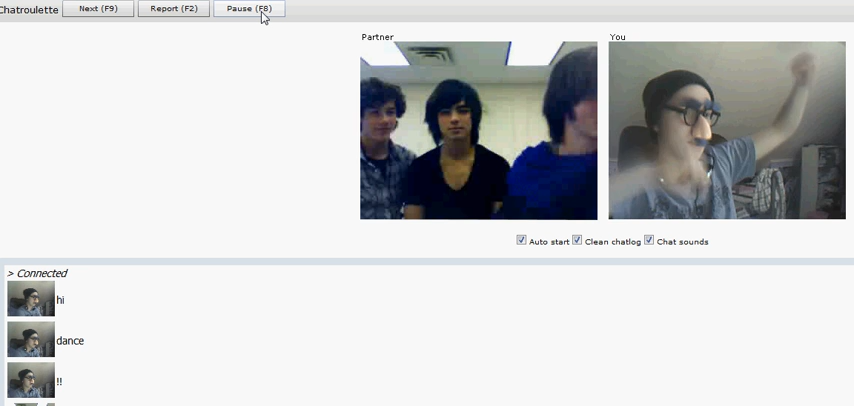 Chatroulette Next (F9) Report (F2) Pause (F8)
Partner You
Auto start Clean chatlog Chat sounds
> Connected
hi
dance
!!